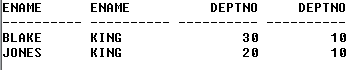 ENAME      ENAME          DEPTNO     DEPTNO
---------- ---------- ---------- ----------
BLAKE      KING               30         10
JONES      KING               20         10